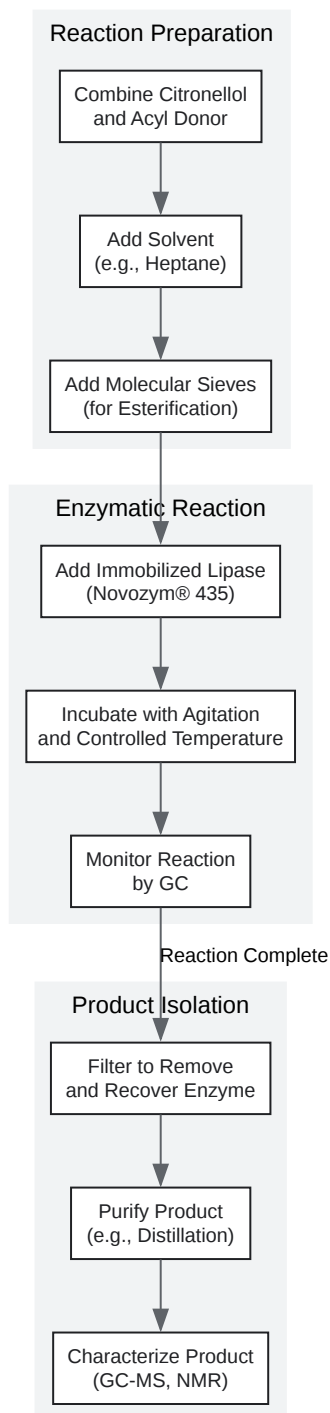 Reaction Preparation
Combine Citronellol
and Acyl Donor
Add Solvent
(e.g., Heptane)
Add Molecular Sieves
(for Esterification)
Enzymatic Reaction
Add Immobilized Lipase
(Novozym® 435)
Incubate with Agitation
and Controlled Temperature
Monitor Reaction
by GC
Reaction Complete
Product Isolation
Filter to Remove
and Recover Enzyme
Purify Product
(e.g., Distillation)
Characterize Product
(GC-MS, NMR)